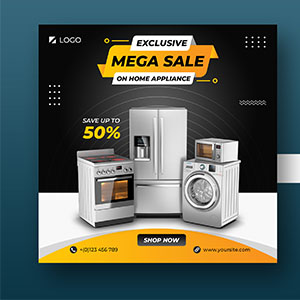 LOGO
EXCLUSIVE
MEGA SALE
ON HOME APPLIANCE
SAVE UP TO
50%
SHOP NOW
+(0)123 456 789
www.yoursite.com